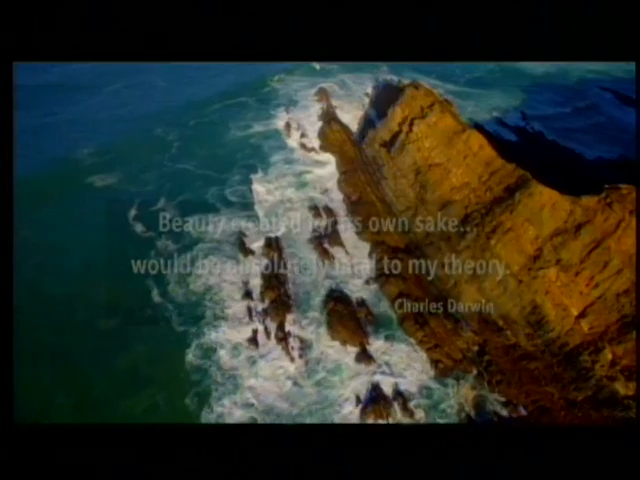 Beauty created for its own sake...
would be absolutely fatal to my theory.
Charles Darwin